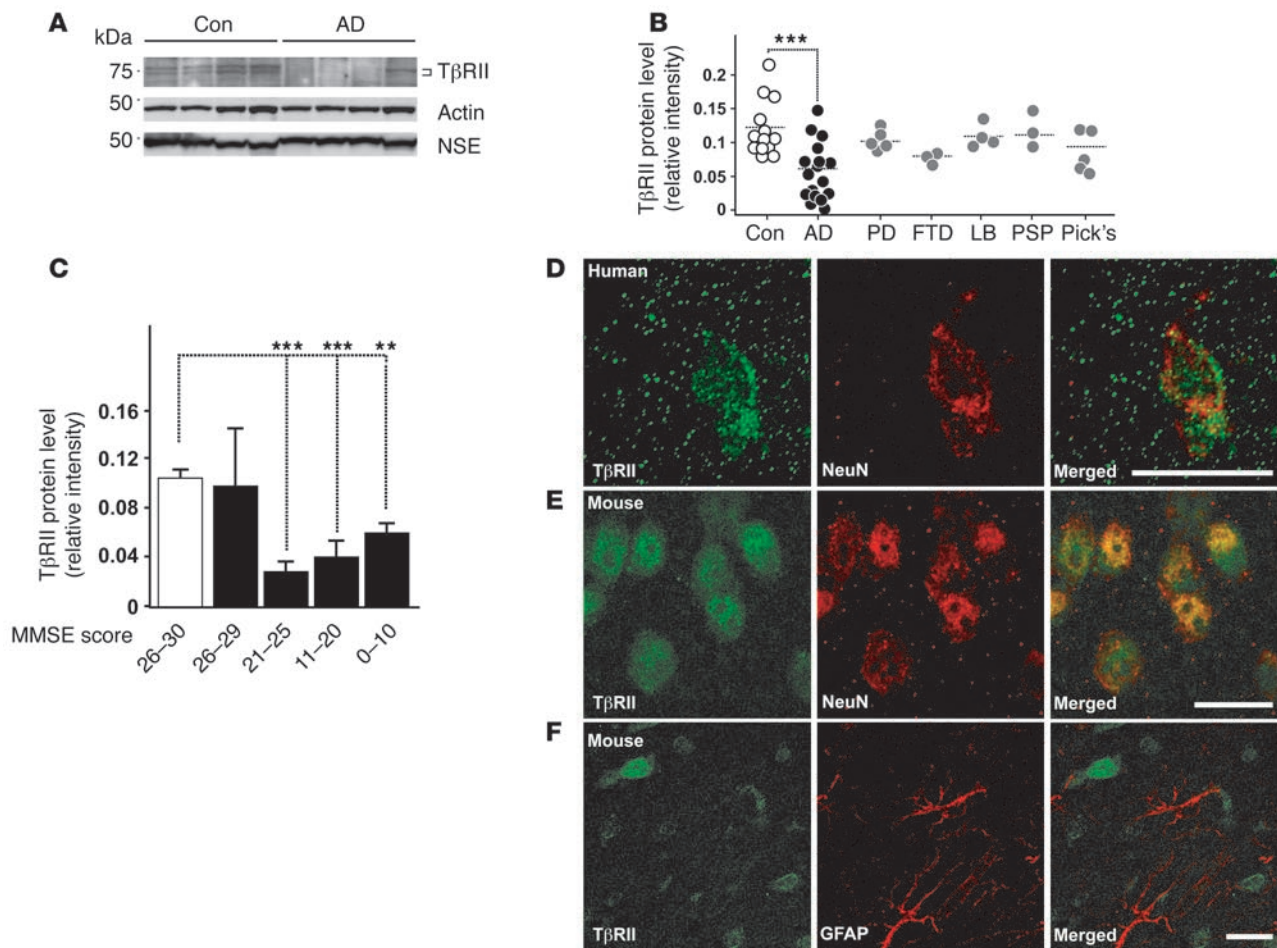 A
Con AD
kDa
75 TβRII
50 Actin
50 NSE
B
TβRII protein level
(relative intensity)
***
0.2
0.15
0.1
0.05
0
Con AD PD FTD LB PSP Pick's
C
TβRII protein level
(relative intensity)
*** *** **
0.16
0.12
0.08
0.04
0
MMSE score
26–30 26–29 21–25 11–20 0–10
D
Human
TβRII NeuN Merged
E
Mouse
TβRII NeuN Merged
F
Mouse
TβRII GFAP Merged